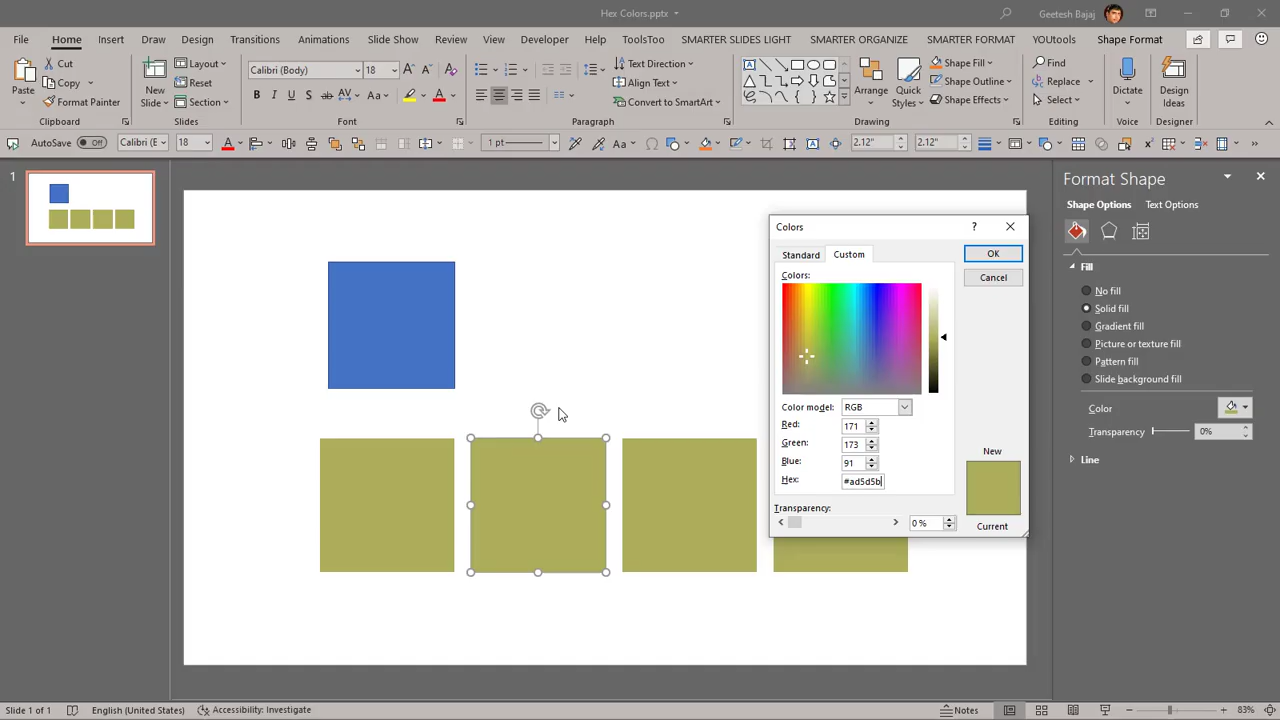 Hex Colors.pptx
Geetesh Bajaj
File Home Insert Draw Design Transitions Animations Slide Show Review View Developer Help ToolsToo SMARTER SLIDES LIGHT SMARTER ORGANIZE SMARTER FORMAT YOUtools Shape Format
Paste
Cut
Copy
Format Painter
Clipboard
New Slide
Layout
Reset
Section
Slides
Calibri (Body) 18
B I U S ab AV Aa A
Font
Text Direction
Align Text
Convert to SmartArt
Paragraph
Arrange
Quick Styles
Shape Fill
Shape Outline
Shape Effects
Drawing
Find
Replace
Select
Editing
Dictate
Voice
Design Ideas
Designer
AutoSave Off Calibri (E 18 1 pt Aa 2.12" 2.12"
1
Format Shape
Shape Options Text Options
Fill
No fill
Solid fill
Gradient fill
Picture or texture fill
Pattern fill
Slide background fill
Color
Transparency 0%
Line
Colors ?
Standard Custom
OK
Cancel
Colors:
Color model: RGB
Red: 171
Green: 173
Blue: 91
Hex: #ad5d5b
Transparency:
0 %
New
Current
Slide 1 of 1 English (United States) Accessibility: Investigate Notes 83%